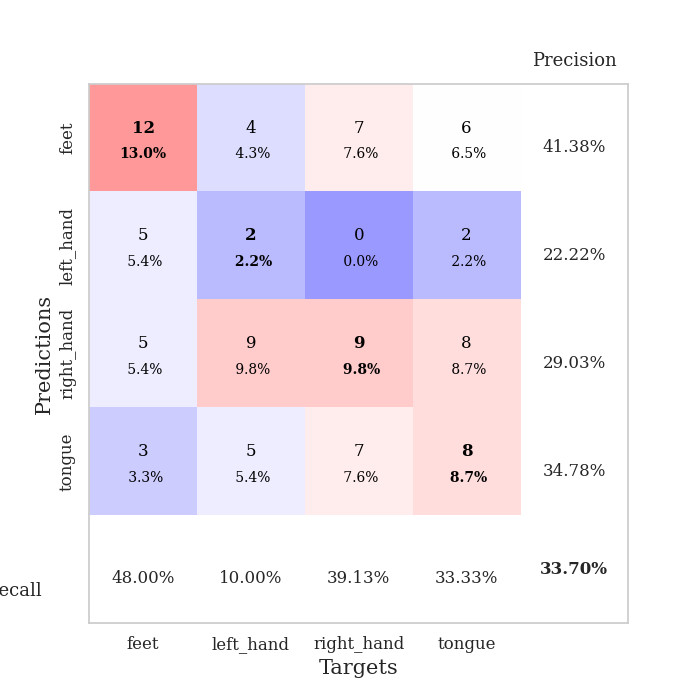 Precision
feet 12 4 7 6 41.38%
13.0% 4.3% 7.6% 6.5%
left_hand 5 2 0 2 22.22%
5.4% 2.2% 0.0% 2.2%
Predictions
right_hand 5 9 9 8 29.03%
5.4% 9.8% 9.8% 8.7%
tongue 3 5 7 8 34.78%
3.3% 5.4% 7.6% 8.7%
ecall 48.00% 10.00% 39.13% 33.33% 33.70%
feet left_hand right_hand tongue
Targets